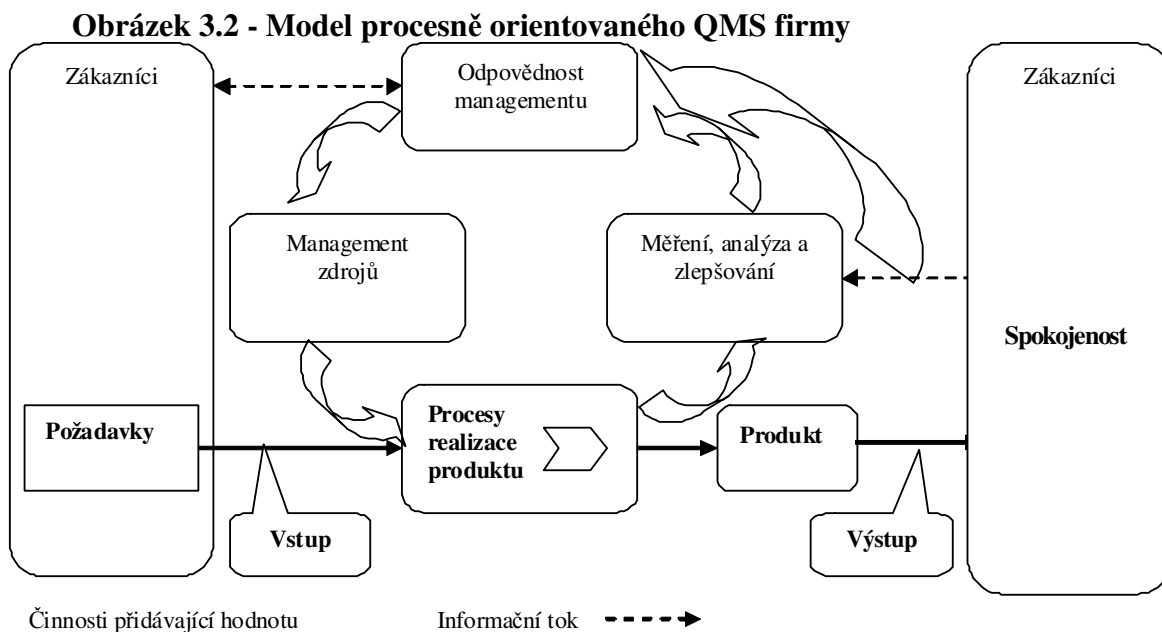 Obrázek 3.2 - Model procesně orientovaného QMS firmy
Zákazníci
Odpovědnost
managementu
Zákazníci
Management
zdrojů
Měření, analýza a
zlepšování
Spokojenost
Požadavky
Procesy
realizace
produktu
Produkt
Vstup
Výstup
Činnosti přidávající hodnotu
Informační tok